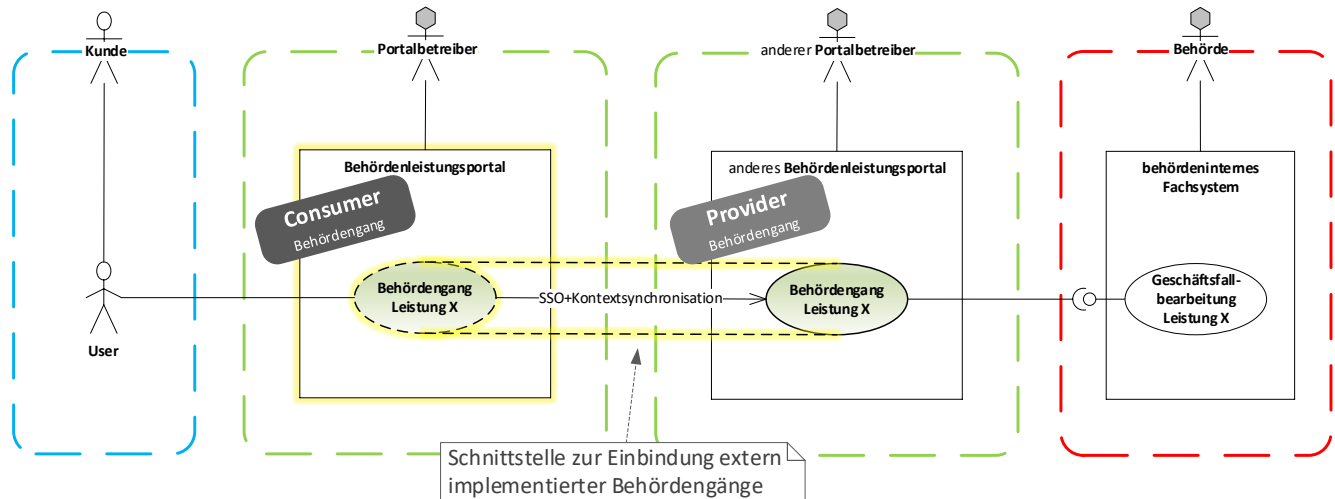 Kunde
Portalbetreiber
anderer Portalbetreiber
Behörde
Behördenleistungsportal
anderes Behördenleistungsportal
behördeninternes
Fachsystem
Consumer
Behördengang
Provider
Behördengang
Behördengang
Leistung X
SSO+Kontextsynchronisation
Behördengang
Leistung X
Geschäftsfall-
bearbeitung
Leistung X
User
Schnittstelle zur Einbindung extern
implementierter Behördengänge